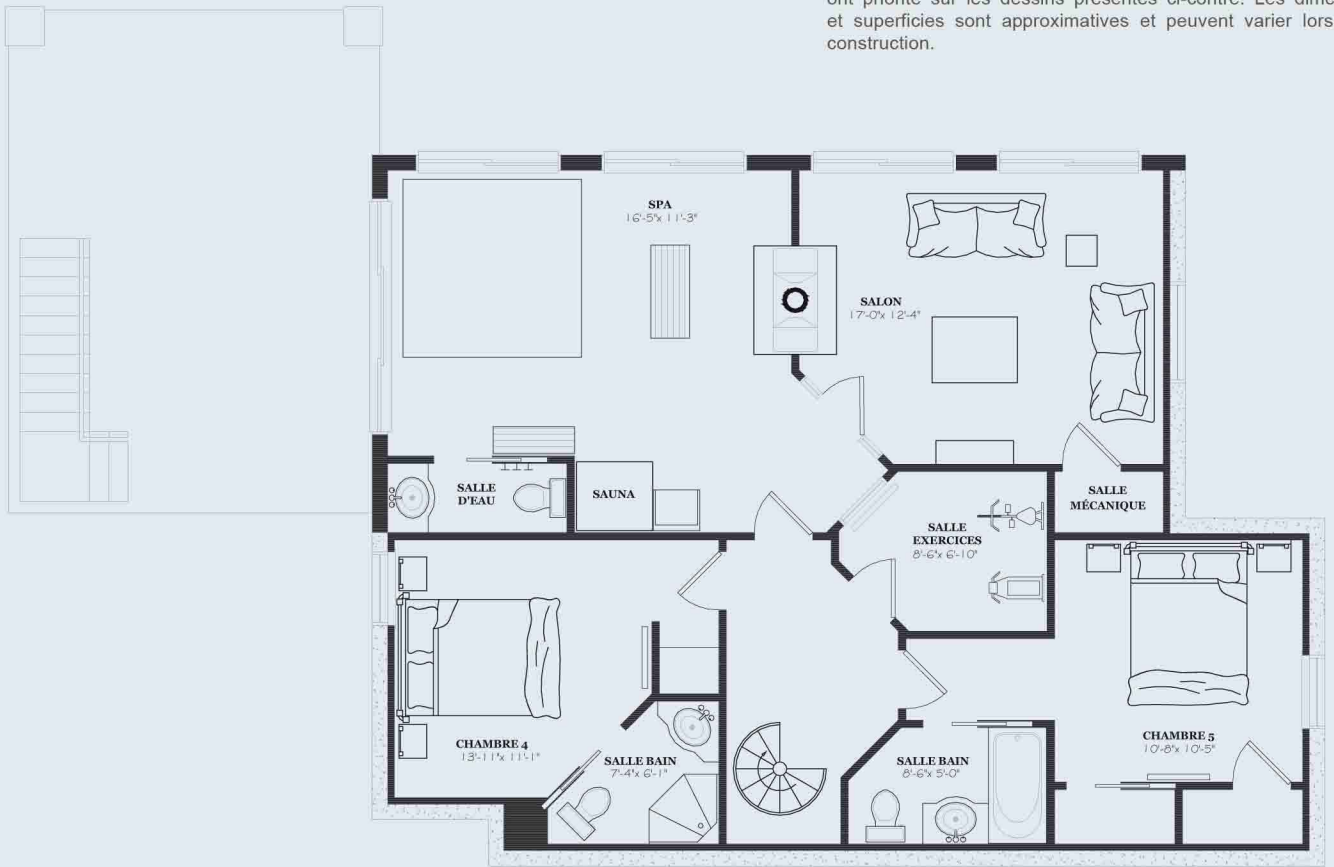 ont priorité sur les dessins présentés ci-contre. Les dime
et superficies sont approximatives et peuvent varier lors
construction.
SPA
16'-5"x 11'-3"
SALON
17'-0"x 12'-4"
SALLE
D'EAU
SAUNA
SALLE
MÉCANIQUE
SALLE
EXERCICES
8'-6"x 6'-10"
CHAMBRE 4
13'-11"x 11'-1"
SALLE BAIN
7'-4"x 6'-1"
SALLE BAIN
8'-6"x 5'-0"
CHAMBRE 5
10'-8"x 10'-5"